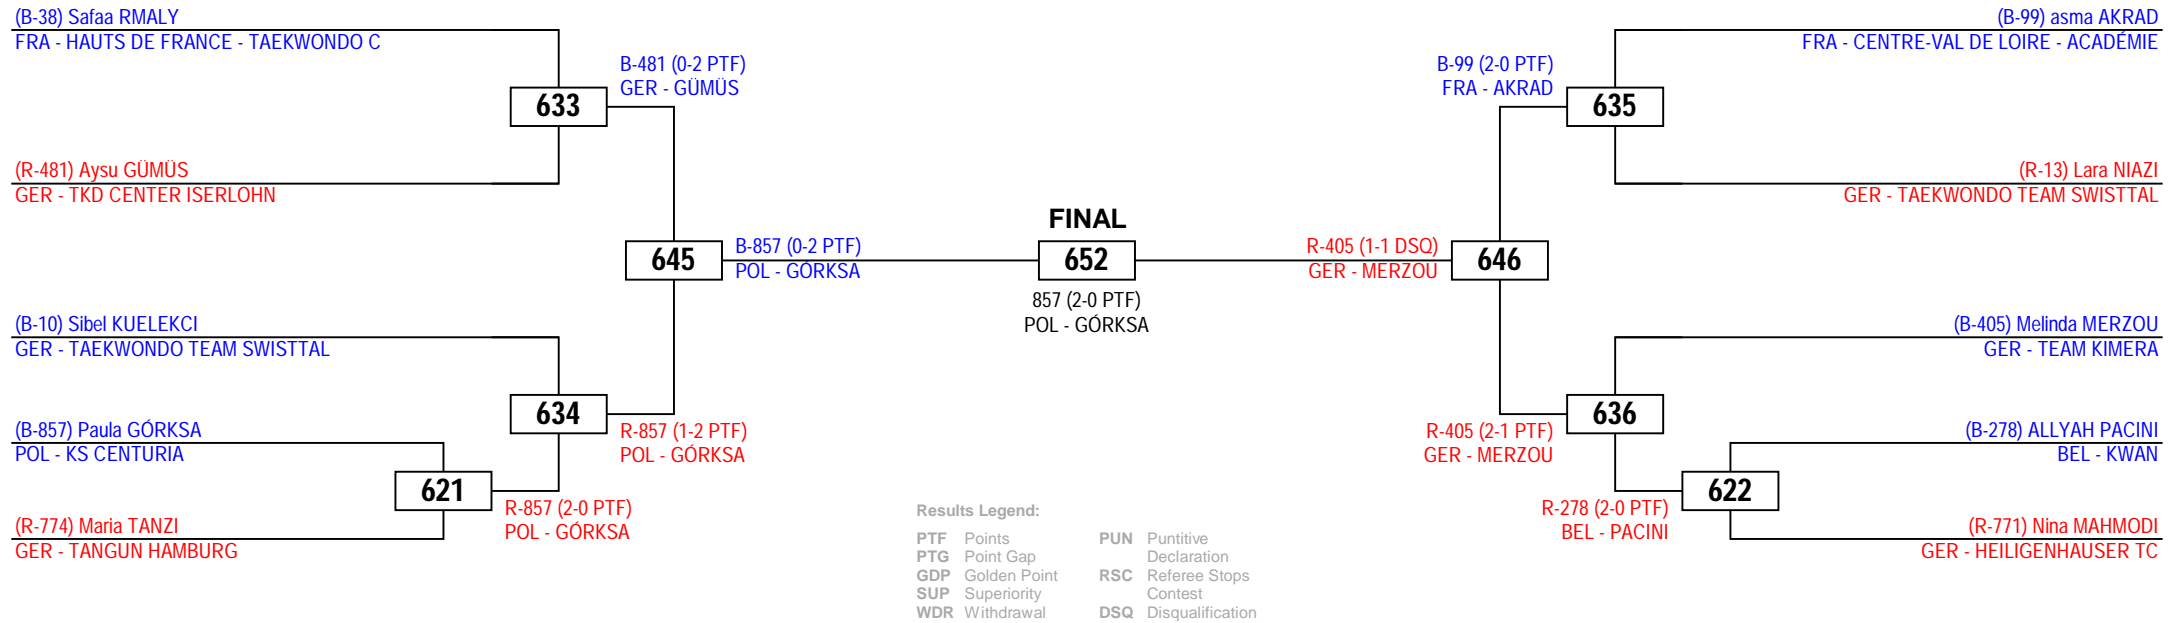 (B-38) Safaa RMALY
FRA - HAUTS DE FRANCE - TAEKWONDO C
B-481 (0-2 PTF)
GER - GÜMÜS
633
(R-481) Aysu GÜMÜS
GER - TKD CENTER ISERLOHN
645
B-857 (0-2 PTF)
POL - GÓRKSA
(B-10) Sibel KUELEKCI
GER - TAEKWONDO TEAM SWISTTAL
634
R-857 (1-2 PTF)
POL - GÓRKSA
(B-857) Paula GÓRKSA
POL - KS CENTURIA
621
R-857 (2-0 PTF)
POL - GÓRKSA
(R-774) Maria TANZI
GER - TANGUN HAMBURG
FINAL
652
857 (2-0 PTF)
POL - GÓRKSA
(B-99) asma AKRAD
FRA - CENTRE-VAL DE LOIRE - ACADÉMIE
B-99 (2-0 PTF)
FRA - AKRAD
635
(R-13) Lara NIAZI
GER - TAEKWONDO TEAM SWISTTAL
R-405 (1-1 DSQ)
GER - MERZOU
646
(B-405) Melinda MERZOU
GER - TEAM KIMERA
636
R-405 (2-1 PTF)
GER - MERZOU
(B-278) ALLYAH PACINI
BEL - KWAN
622
R-278 (2-0 PTF)
BEL - PACINI
(R-771) Nina MAHMODI
GER - HEILIGENHAUSER TC
Results Legend:
PTF Points
PTG Point Gap
GDP Golden Point
SUP Superiority
WDR Withdrawal
PUN Puntitive
Declaration
RSC Referee Stops
Contest
DSQ Disqualification